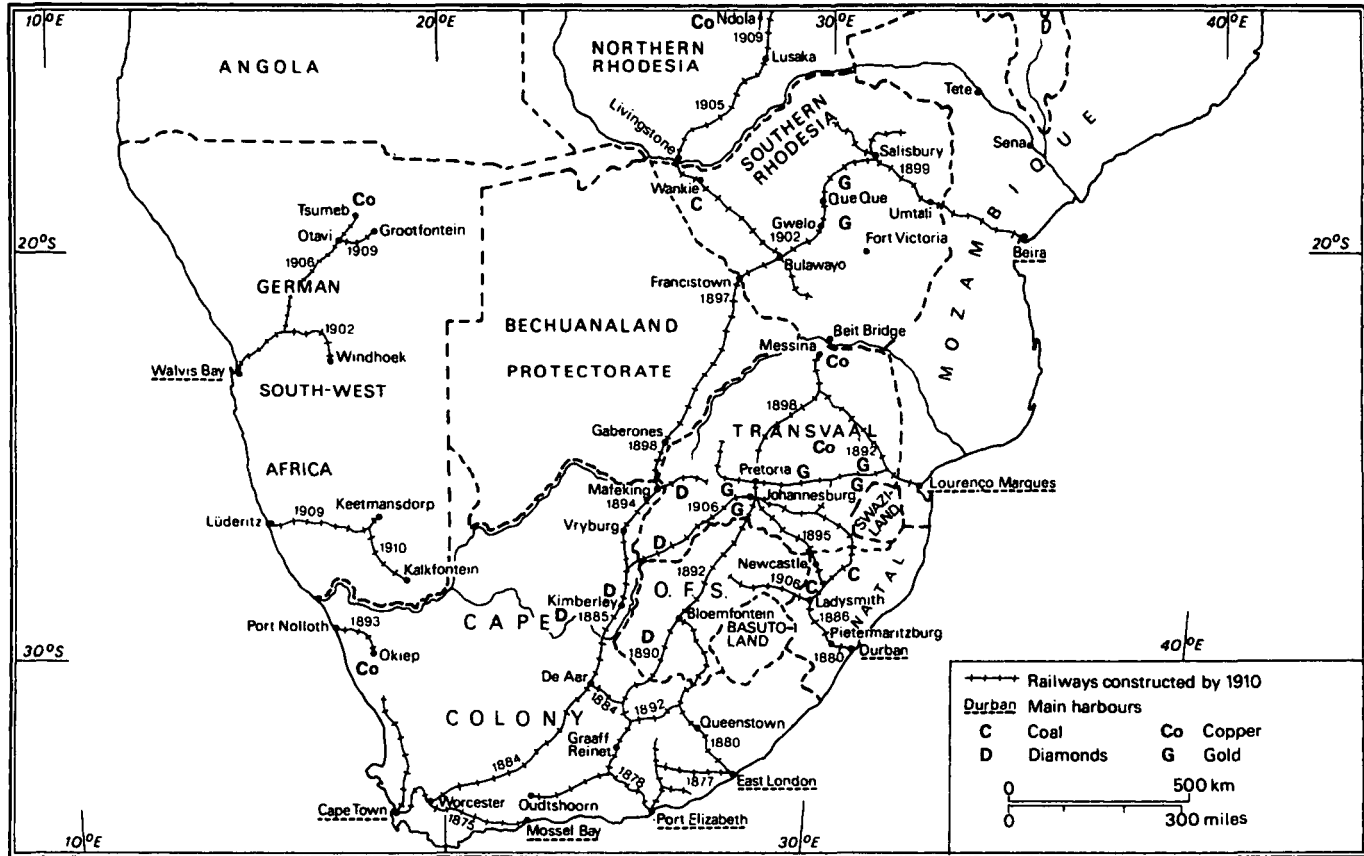 10°E
20°E
30°E
40°E
Co Ndola
1909
D
NORTHERN
RHODESIA
Lusaka
ANGOLA
1905
Tete
Livingstone
SOUTHERN
RHODESIA
Sena
Salisbury
1899
Wankie
C
G
Que Que
Umtali
MOZAMBIQUE
Co
Tsumeb
Grootfontein
Otavi
1909
1906
Gwelo
G
1902
Fort Victoria
20°S
20°S
Beira
Bulawayo
GERMAN
Francistown
1897
1902
Windhoek
Walvis Bay
BECHUANALAND
PROTECTORATE
Beit Bridge
Messina
Co
SOUTH-WEST
1898
TRANSVAAL
Gaberones
1898
Co
1892
G
AFRICA
Pretoria
G
G
Lourenço Marques
Mafeking
1894
D
G
Johannesburg
G
1906
SWAZI-
LAND
Keetmansdorp
Lüderitz
1909
Vryburg
D
1895
1910
Kalkfontein
Newcastle
1906
C
C
1892
O.F.S.
NATAL
D
Kimberley
1885
D
CAPE
Ladysmith
1886
Bloemfontein
BASUTO-
LAND
Pietermaritzburg
Port Nolloth
1893
Okiep
Co
D
1890
1880
Durban
30°S
40°E
De Aar
1884
1892
COLONY
Queenstown
1880
Graaff
Reinet
1884
1878
1877
East London
Cape Town
Worcester
1875
Oudtshoorn
Mossel Bay
Port Elizabeth
10°E
20°E
30°E
Railways constructed by 1910
Durban Main harbours
C Coal Co Copper
D Diamonds G Gold
0 500 km
0 300 miles